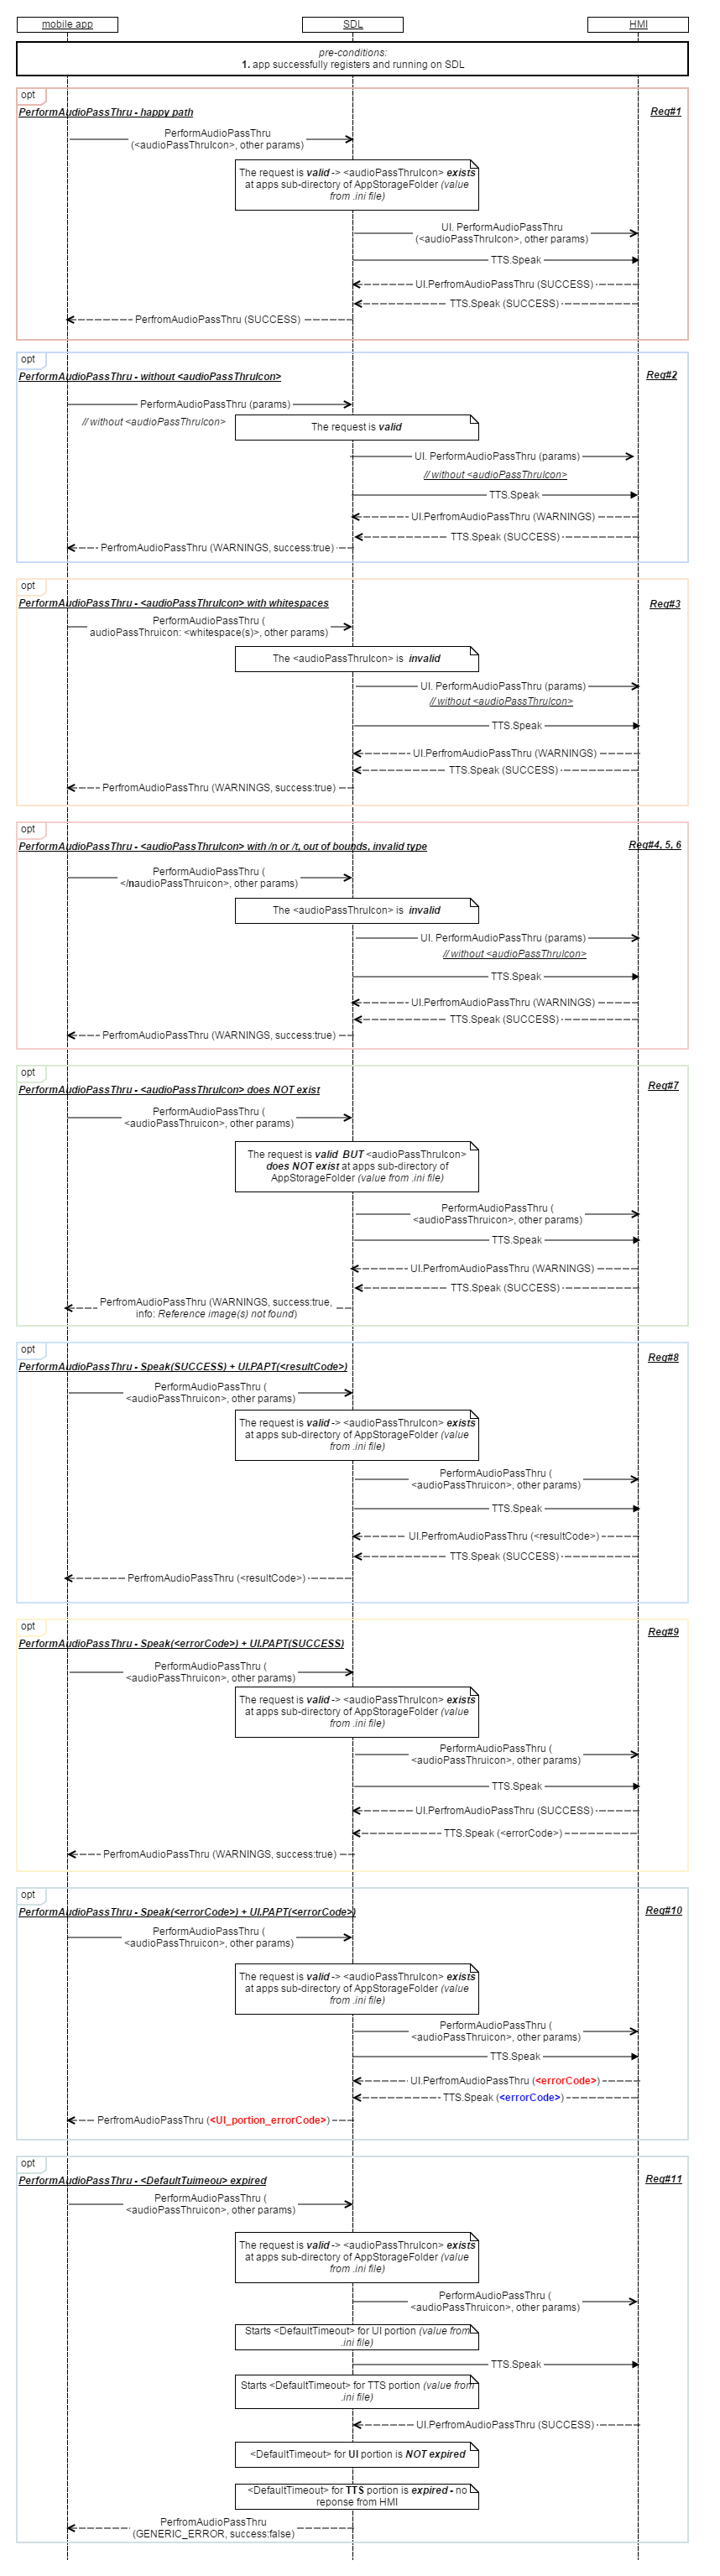 mobile app
SDL
HMI
pre-conditions:
1. app successfully registers and running on SDL
opt
PerformAudioPassThru - happy path
Req#1
PerformAudioPassThru
(<audioPassThruIcon>, other params)
The request is valid -> <audioPassThruIcon> exists
at apps sub-directory of AppStorageFolder (value
from .ini file)
UI. PerformAudioPassThru
(<audioPassThruIcon>, other params)
TTS.Speak
UI.PerfromAudioPassThru (SUCCESS)
TTS.Speak (SUCCESS)
PerfromAudioPassThru (SUCCESS)
opt
PerformAudioPassThru - without <audioPassThruIcon>
Req#2
PerformAudioPassThru (params)
// without <audioPassThruIcon>
The request is valid
UI. PerformAudioPassThru (params)
// without <audioPassThruIcon>
TTS.Speak
UI.PerfromAudioPassThru (WARNINGS)
TTS.Speak (SUCCESS)
PerfromAudioPassThru (WARNINGS, success:true)
opt
PerformAudioPassThru - <audioPassThruIcon> with whitespaces
Req#3
PerformAudioPassThru (
audioPassThruicon: <whitespace(s)>, other params)
The <audioPassThruIcon> is invalid
UI. PerformAudioPassThru (params)
// without <audioPassThruIcon>
TTS.Speak
UI.PerfromAudioPassThru (WARNINGS)
TTS.Speak (SUCCESS)
PerfromAudioPassThru (WARNINGS, success:true)
opt
PerformAudioPassThru - <audioPassThruIcon> with /n or /t, out of bounds, invalid type
Req#4, 5, 6
PerformAudioPassThru (
</naudioPassThruicon>, other params)
The <audioPassThruIcon> is invalid
UI. PerformAudioPassThru (params)
// without <audioPassThruIcon>
TTS.Speak
UI.PerfromAudioPassThru (WARNINGS)
TTS.Speak (SUCCESS)
PerfromAudioPassThru (WARNINGS, success:true)
opt
PerformAudioPassThru - <audioPassThruIcon> does NOT exist
Req#7
PerformAudioPassThru (
<audioPassThruicon>, other params)
The request is valid BUT <audioPassThruIcon>
does NOT exist at apps sub-directory of
AppStorageFolder (value from .ini file)
PerformAudioPassThru (
<audioPassThruicon>, other params)
TTS.Speak
UI.PerfromAudioPassThru (WARNINGS)
TTS.Speak (SUCCESS)
PerfromAudioPassThru (WARNINGS, success:true,
info: Reference image(s) not found)
opt
PerformAudioPassThru - Speak(SUCCESS) + UI.PAPT(<resultCode>)
Req#8
PerformAudioPassThru (
<audioPassThruicon>, other params)
The request is valid -> <audioPassThruIcon> exists
at apps sub-directory of AppStorageFolder (value
from .ini file)
PerformAudioPassThru (
<audioPassThruicon>, other params)
TTS.Speak
UI.PerfromAudioPassThru (<resultCode>)
TTS.Speak (SUCCESS)
PerfromAudioPassThru (<resultCode>)
opt
PerformAudioPassThru - Speak(<errorCode>) + UI.PAPT(SUCCESS)
Req#9
PerformAudioPassThru (
<audioPassThruicon>, other params)
The request is valid -> <audioPassThruIcon> exists
at apps sub-directory of AppStorageFolder (value
from .ini file)
PerformAudioPassThru (
<audioPassThruicon>, other params)
TTS.Speak
UI.PerfromAudioPassThru (SUCCESS)
TTS.Speak (<errorCode>)
PerfromAudioPassThru (WARNINGS, success:true)
opt
PerformAudioPassThru - Speak(<errorCode>) + UI.PAPT(<errorCode>)
Req#10
PerformAudioPassThru (
<audioPassThruicon>, other params)
The request is valid -> <audioPassThruIcon> exists
at apps sub-directory of AppStorageFolder (value
from .ini file)
PerformAudioPassThru (
<audioPassThruicon>, other params)
TTS.Speak
UI.PerfromAudioPassThru (<errorCode>)
TTS.Speak (<errorCode>)
PerfromAudioPassThru (<UI_portion_errorCode>)
opt
PerformAudioPassThru - <DefaultTuimeou> expired
Req#11
PerformAudioPassThru (
<audioPassThruicon>, other params)
The request is valid -> <audioPassThruIcon> exists
at apps sub-directory of AppStorageFolder (value
from .ini file)
PerformAudioPassThru (
<audioPassThruicon>, other params)
Starts <DefaultTimeout> for UI portion (value from
.ini file)
TTS.Speak
Starts <DefaultTimeout> for TTS portion (value from
.ini file)
UI.PerfromAudioPassThru (SUCCESS)
<DefaultTimeout> for UI portion is NOT expired
<DefaultTimeout> for TTS portion is expired - no
reponse from HMI
PerfromAudioPassThru
(GENERIC_ERROR, success:false)